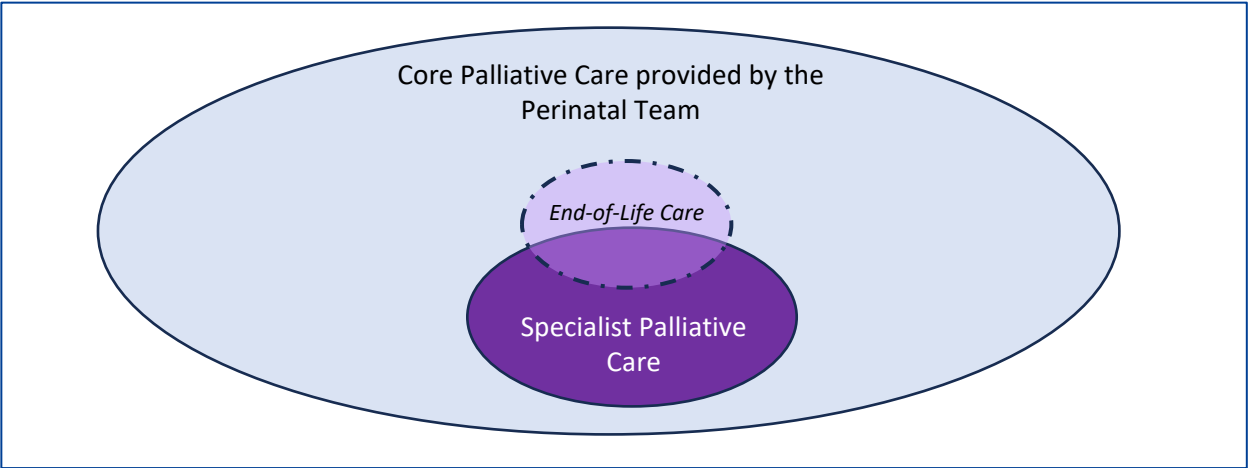 Core Palliative Care provided by the
Perinatal Team
End-of-Life Care
Specialist Palliative
Care